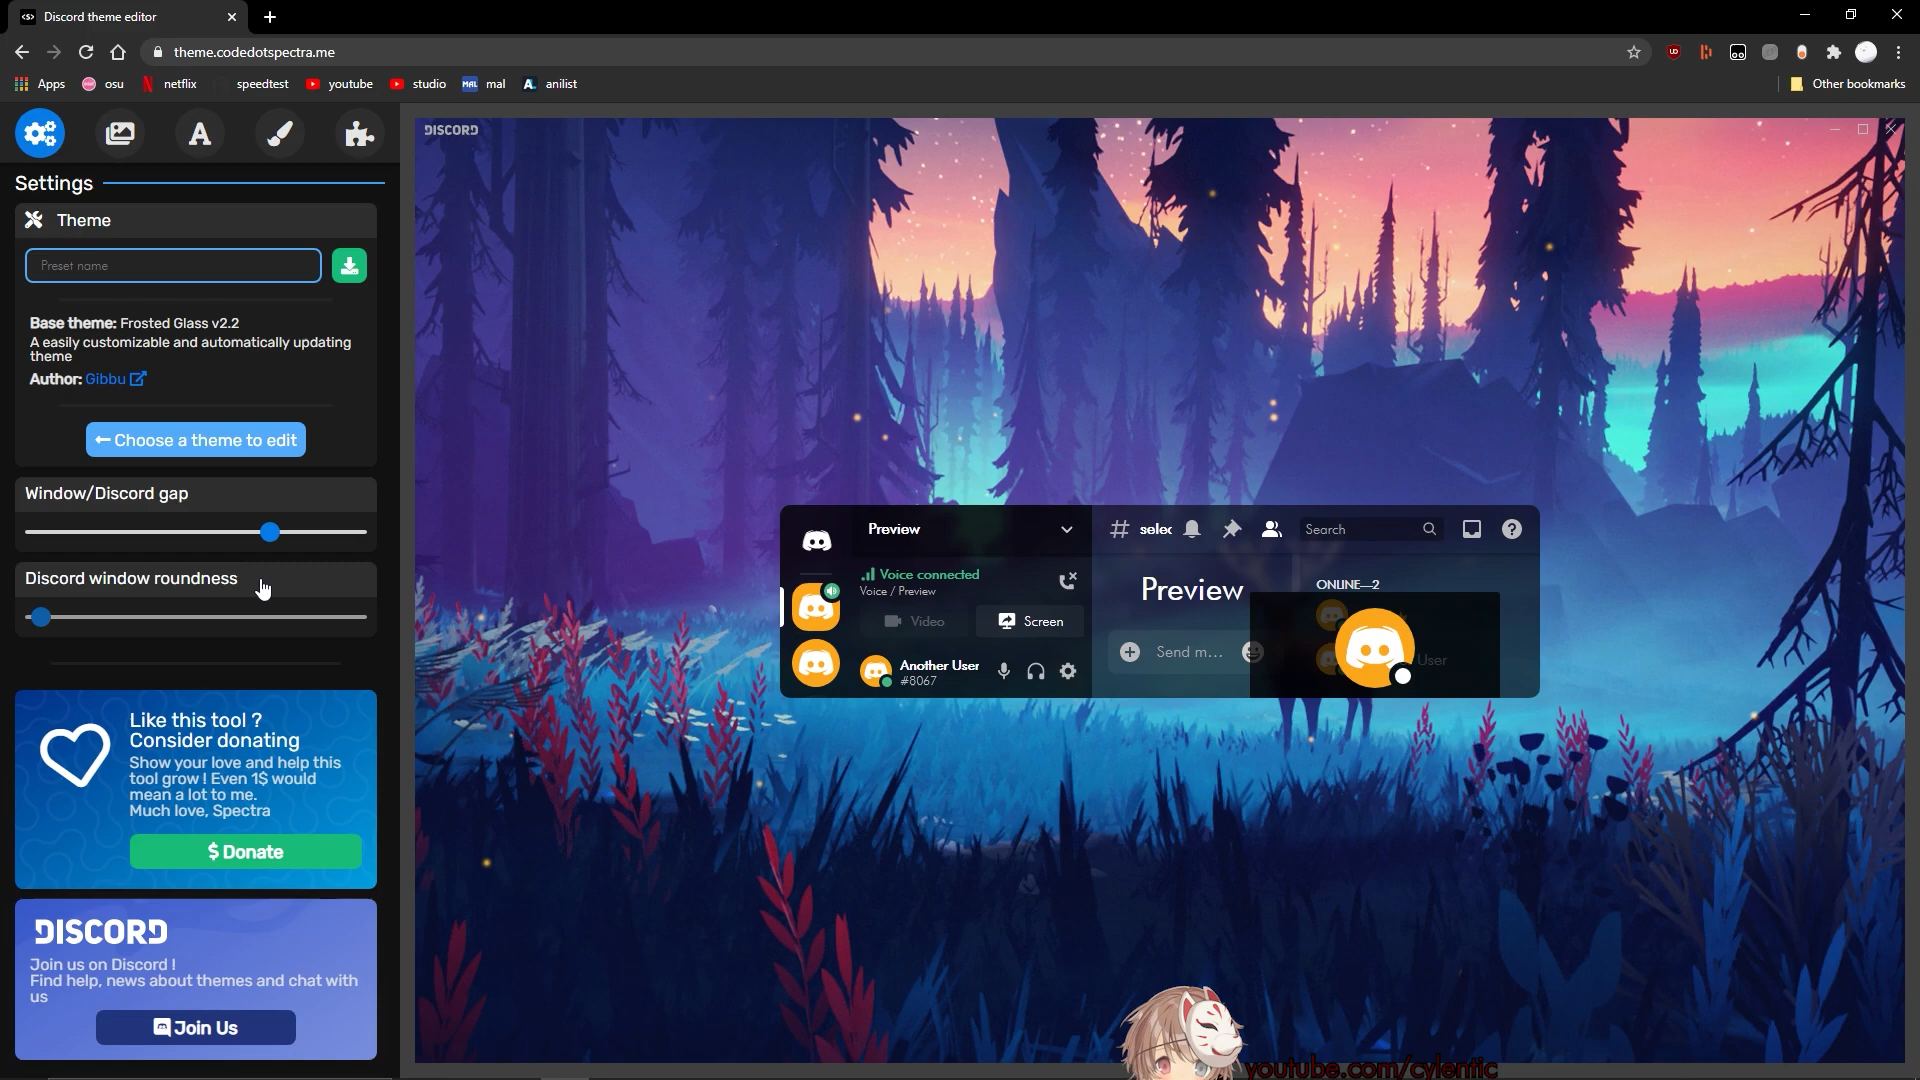 Discord theme editor
theme.codedotspectra.me
Apps
osu
netflix
speedtest
youtube
studio
MAL mal
anilist
Other bookmarks
Settings
Theme
Preset name
Base theme: Frosted Glass v2.2
A easily customizable and automatically updating
theme
Author: Gibbu
← Choose a theme to edit
Window/Discord gap
Discord window roundness
Like this tool ?
Consider donating
Show your love and help this
tool grow ! Even 1$ would
mean a lot to me.
Much love, Spectra
$ Donate
DISCORD
Join us on Discord !
Find help, news about themes and chat with
us
Join Us
DISCORD
Preview
Voice connected
Voice / Preview
Video
Screen
Another User
#8067
# selec
Search
Preview
Send m...
ONLINE—2
User
youtube.com/cylentic